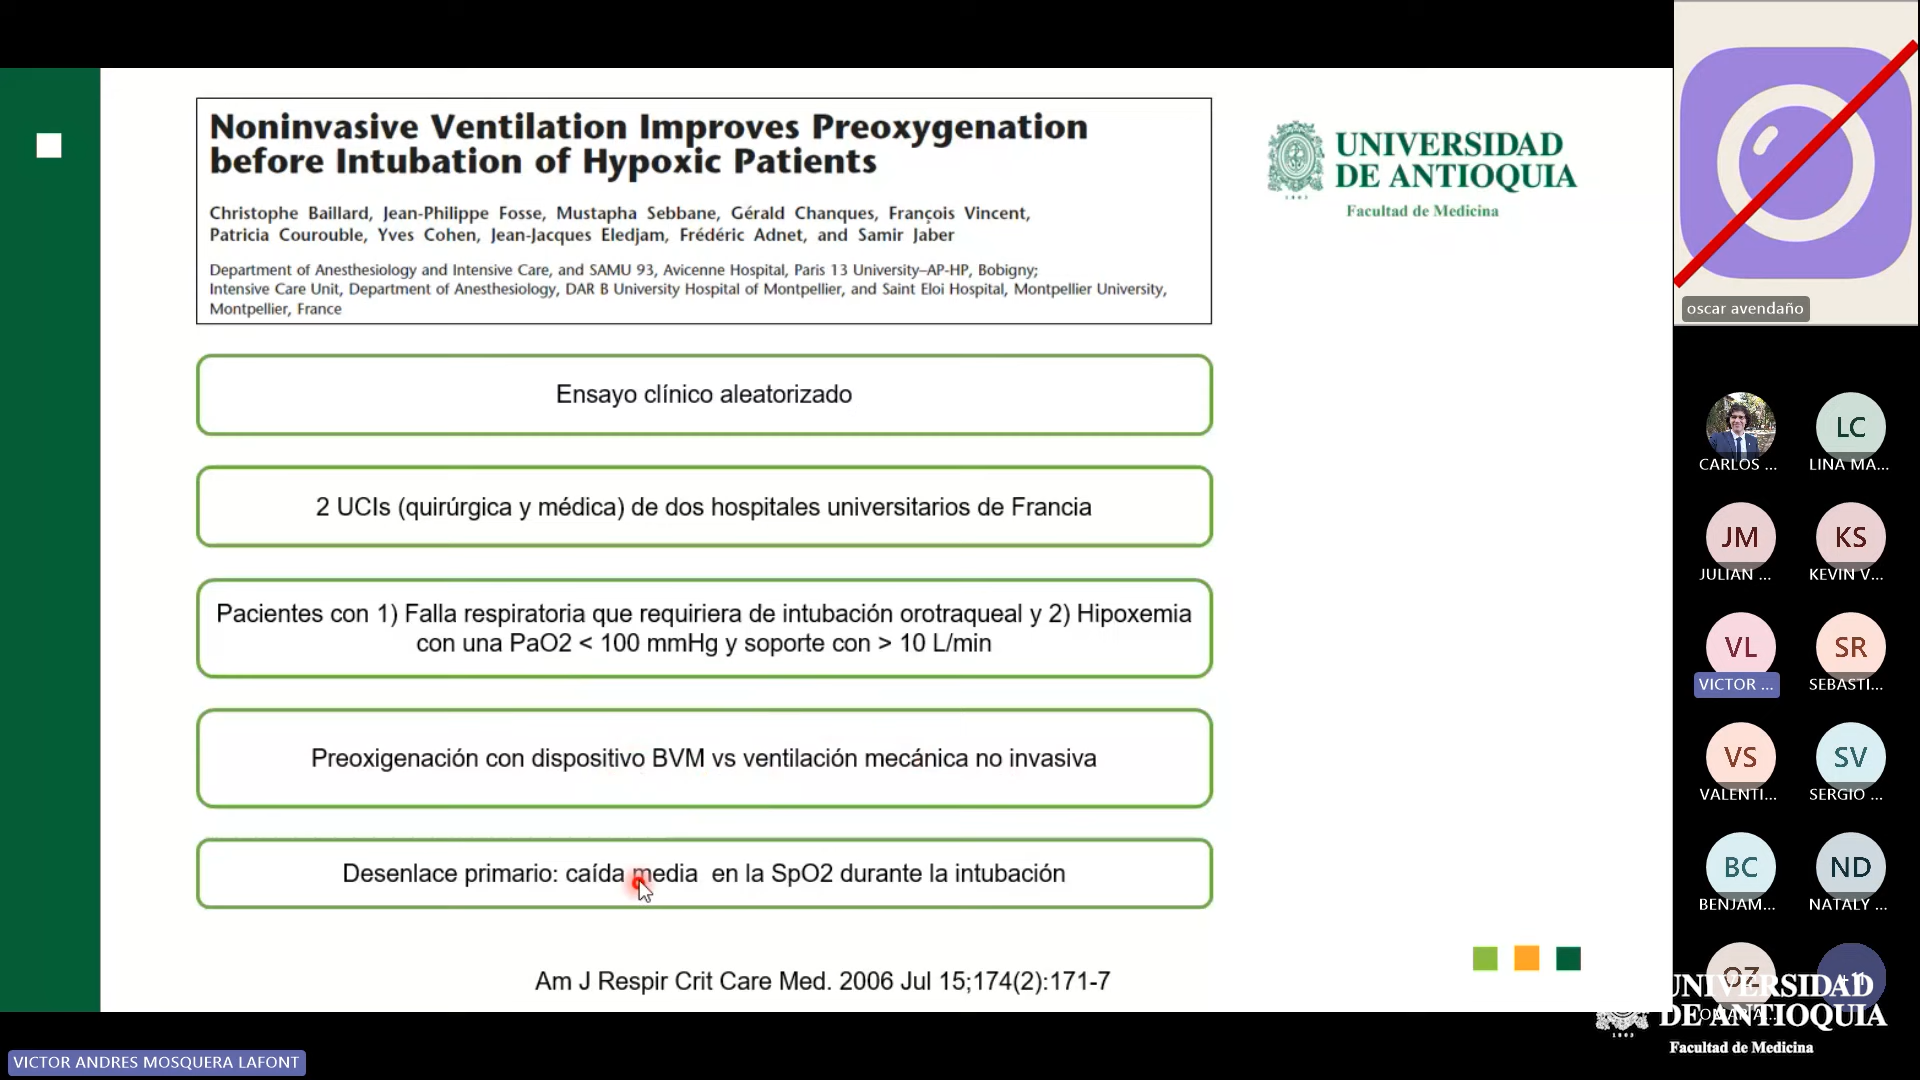 Noninvasive Ventilation Improves Preoxygenation
before Intubation of Hypoxic Patients
Christophe Baillard, Jean-Philippe Fosse, Mustapha Sebbane, Gérald Chanques, François Vincent,
Patricia Courouble, Yves Cohen, Jean-Jacques Eledjam, Frédéric Adnet, and Samir Jaber
Department of Anesthesiology and Intensive Care, and SAMU 93, Avicenne Hospital, Paris 13 University–AP-HP, Bobigny;
Intensive Care Unit, Department of Anesthesiology, DAR B University Hospital of Montpellier, and Saint Eloi Hospital, Montpellier University,
Montpellier, France
UNIVERSIDAD
DE ANTIOQUIA
1803
Facultad de Medicina
Ensayo clínico aleatorizado
2 UCIs (quirúrgica y médica) de dos hospitales universitarios de Francia
Pacientes con 1) Falla respiratoria que requiriera de intubación orotraqueal y 2) Hipoxemia
con una PaO2 < 100 mmHg y soporte con > 10 L/min
Preoxigenación con dispositivo BVM vs ventilación mecánica no invasiva
Desenlace primario: caída media en la SpO2 durante la intubación
Am J Respir Crit Care Med. 2006 Jul 15;174(2):171-7
oscar avendaño
CARLOS ...
LC
LINA MA...
JM
JULIAN ...
KS
KEVIN V...
VL
VICTOR ...
SR
SEBASTI...
VS
VALENTI...
SV
SERGIO ...
BC
BENJAM...
ND
NATALY ...
OZ
UNIVERSIDAD
DE ANTIOQUIA
1803
Facultad de Medicina
VICTOR ANDRES MOSQUERA LAFONT